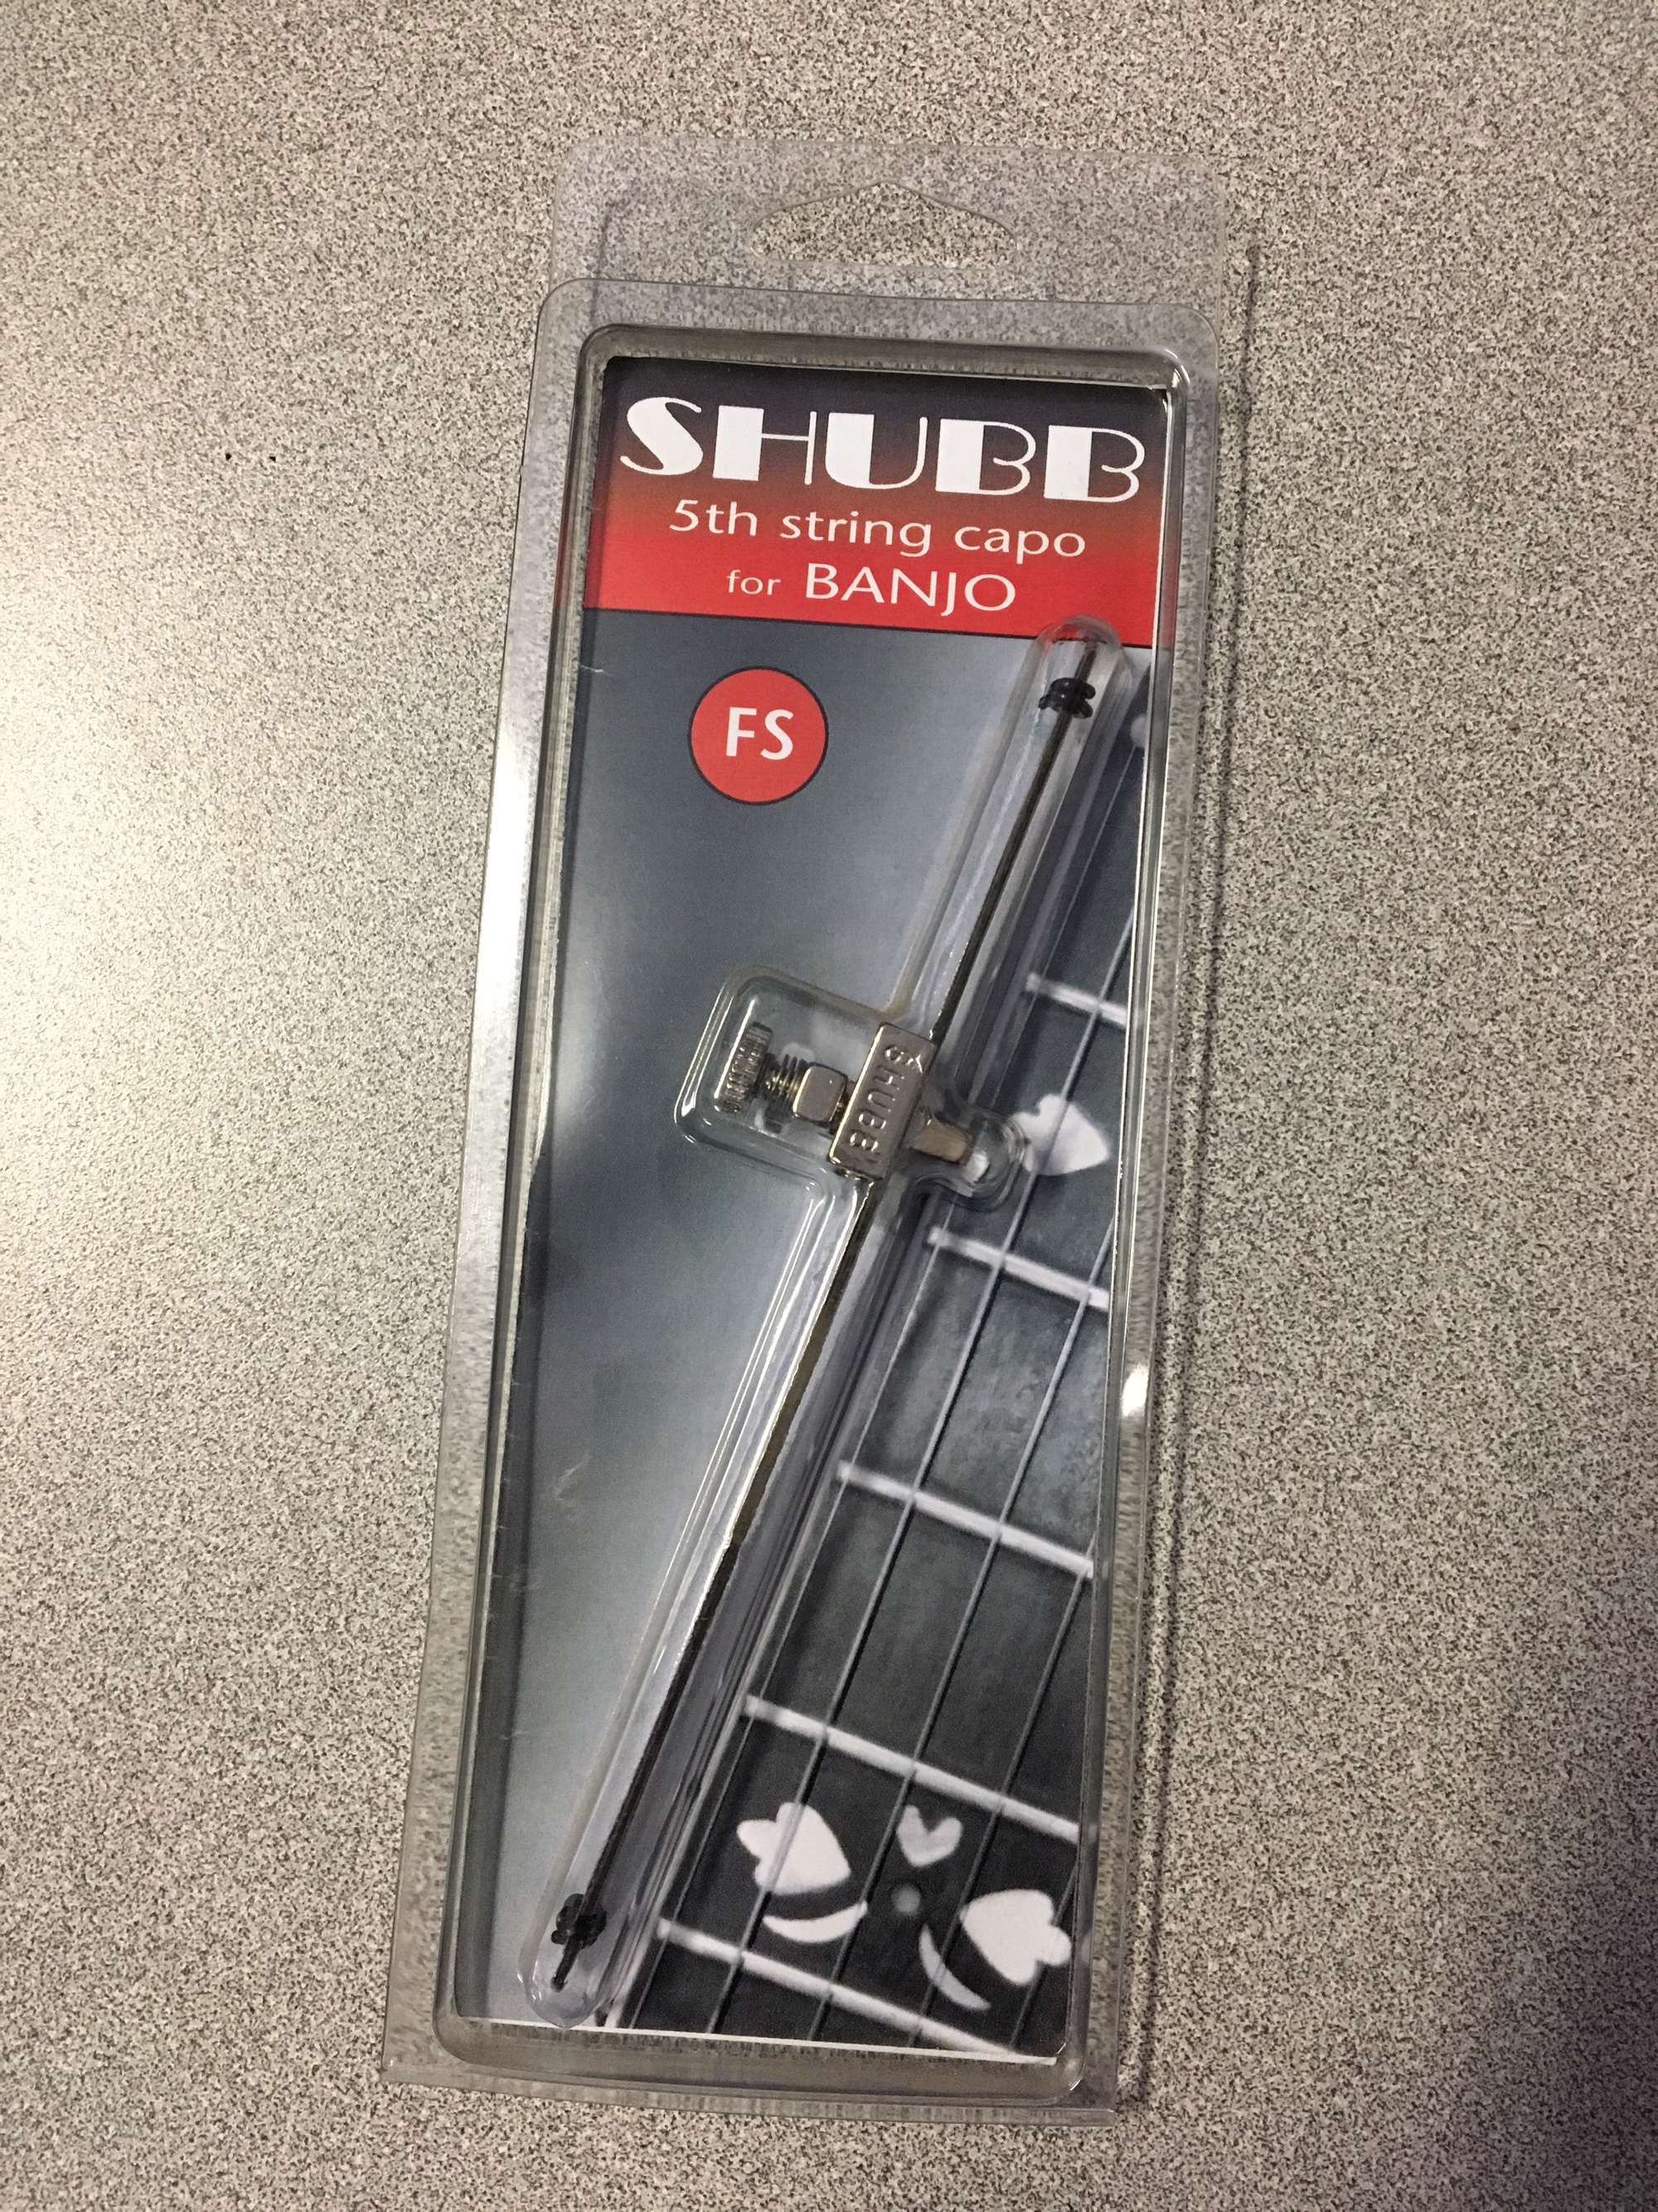 SHUBB
5th string capo
for BANJO
FS
SHUBB